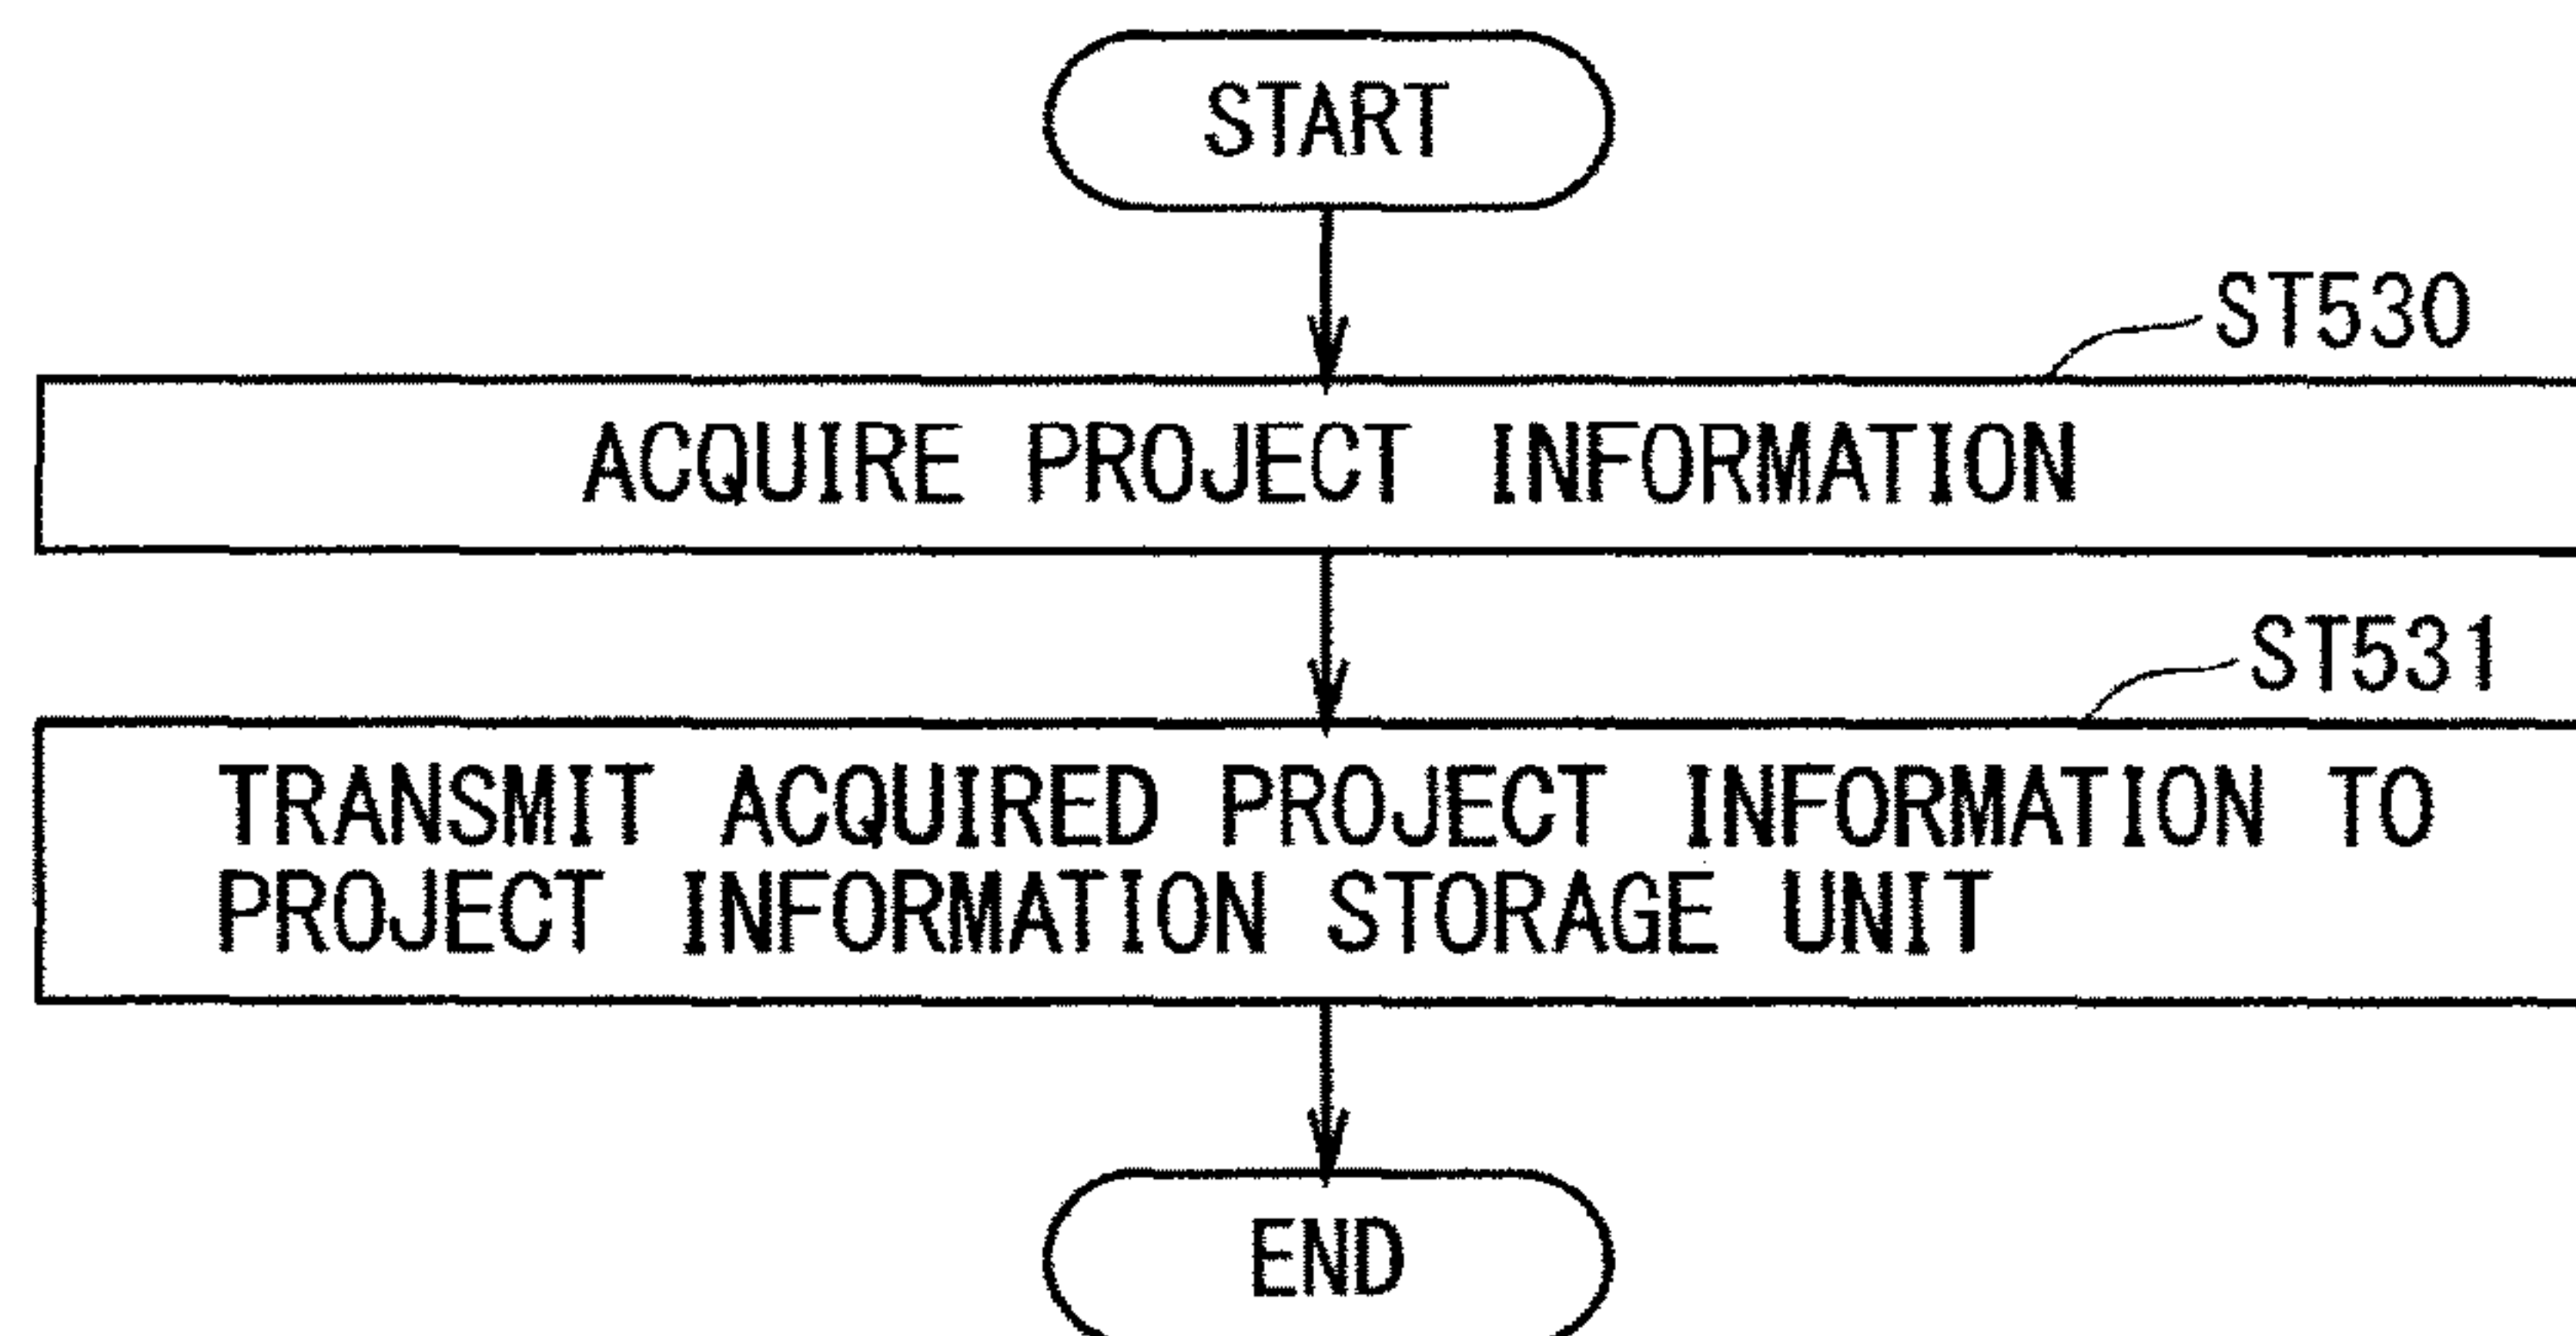 START
ST530
ACQUIRE PROJECT INFORMATION
ST531
TRANSMIT ACQUIRED PROJECT INFORMATION TO
PROJECT INFORMATION STORAGE UNIT
END